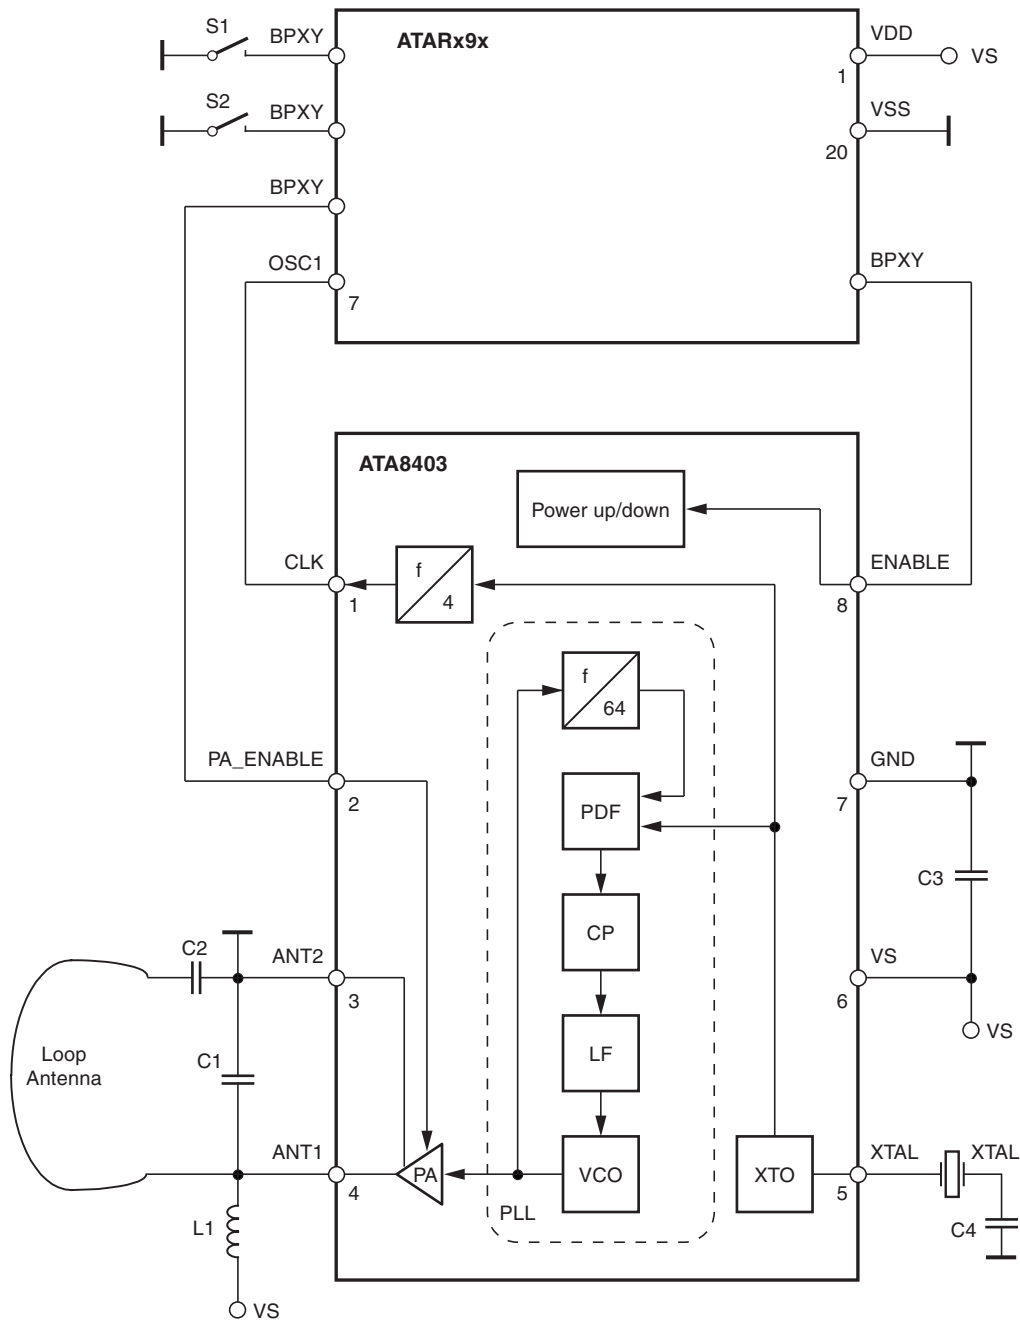 S1
BPXY
ATARx9x
VDD
1
VS
S2
BPXY
VSS
20
BPXY
OSC1
7
BPXY
ATA8403
Power up/down
CLK
1
f
4
ENABLE
8
f
64
PA_ENABLE
2
GND
7
PDF
C3
CP
C2
ANT2
3
VS
6
VS
Loop
Antenna
C1
LF
ANT1
4
PA
VCO
XTO
XTAL
5
XTAL
PLL
L1
C4
VS